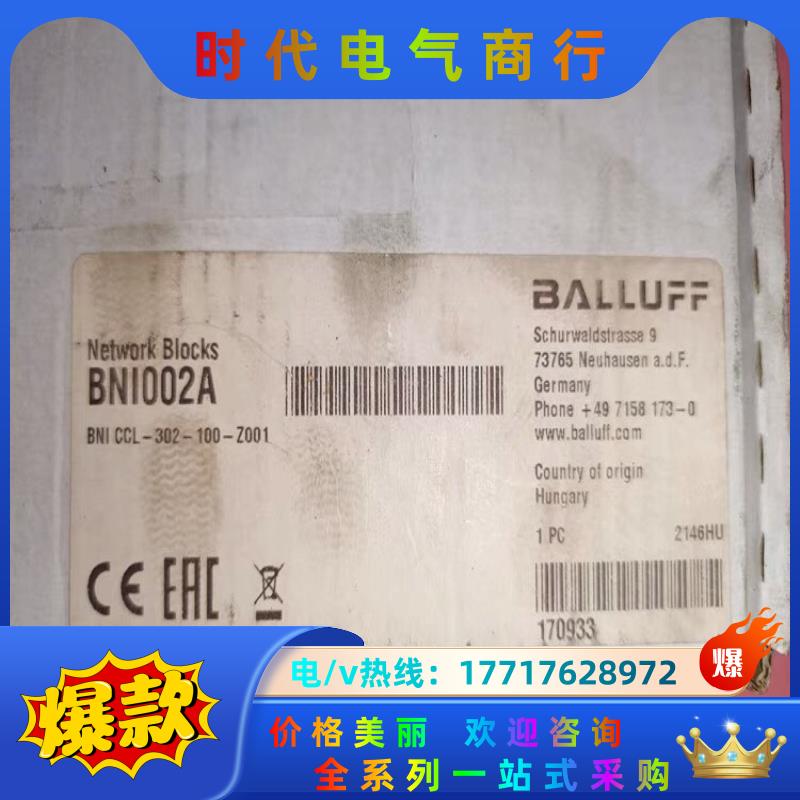 时代电气商行
BALLUFF
Schurwaldstrasse 9
73765 Neuhausen a.d.F.
Germany
Phone +49 7158 173-0
www.balluff.com
Network Blocks
BNI002A
BNI CCL-302-100-Z001
Country of origin
Hungary
1 PC
2146HU
CE EAC
170933
爆款
电/v热线：17717628972
爆
价格美丽 欢迎咨询
全系列一站式采购